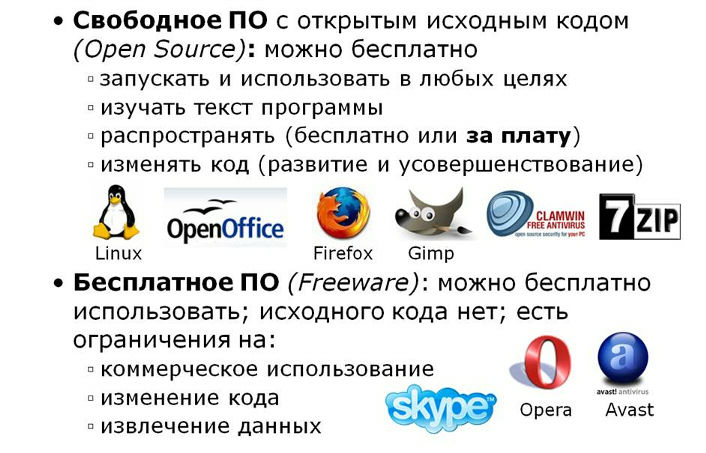 • Свободное ПО с открытым исходным кодом
(Open Source): можно бесплатно
▫ запускать и использовать в любых целях
▫ изучать текст программы
▫ распространять (бесплатно или за плату)
▫ изменять код (развитие и усовершенствование)
OpenOffice
CLAMWIN
FREE ANTIVIRUS
open source security for your PC
7ZIP
Linux
Firefox
Gimp
• Бесплатное ПО (Freeware): можно бесплатно
использовать; исходного кода нет; есть
ограничения на:
▫ коммерческое использование
▫ изменение кода
▫ извлечение данных
skype
TM
Opera
a
avast! antivirus
Avast